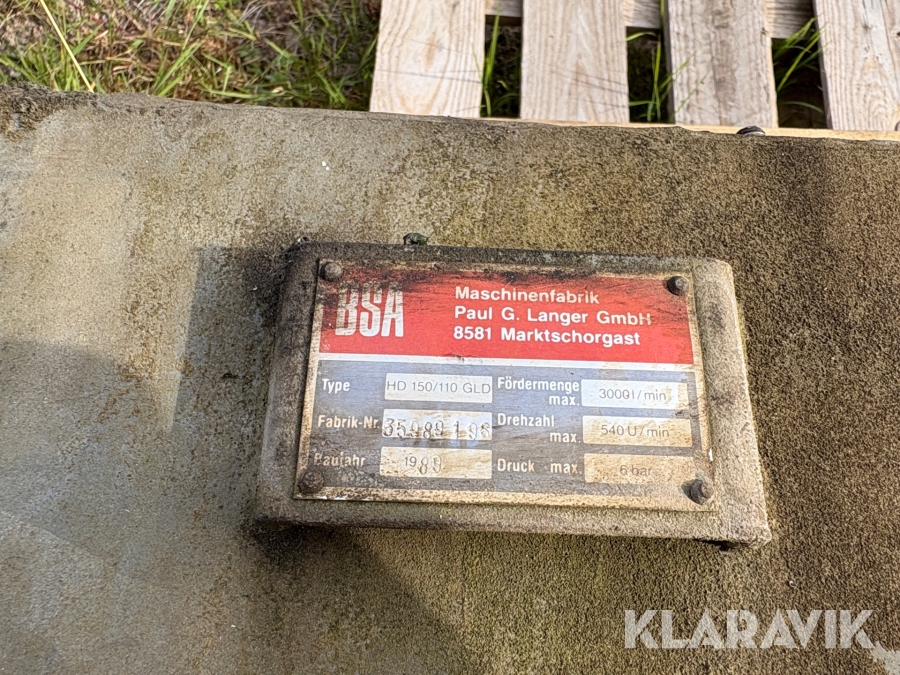 BSA
Maschinenfabrik
Paul G. Langer GmbH
8581 Marktschorgast
Type HD 150/110 GLD
Fördermenge max. 3000 l/min
Fabrik-Nr.
Drehzahl max. 540 U/min
Baujahr 1989
Druck max. 6 bar
KLARAVIK